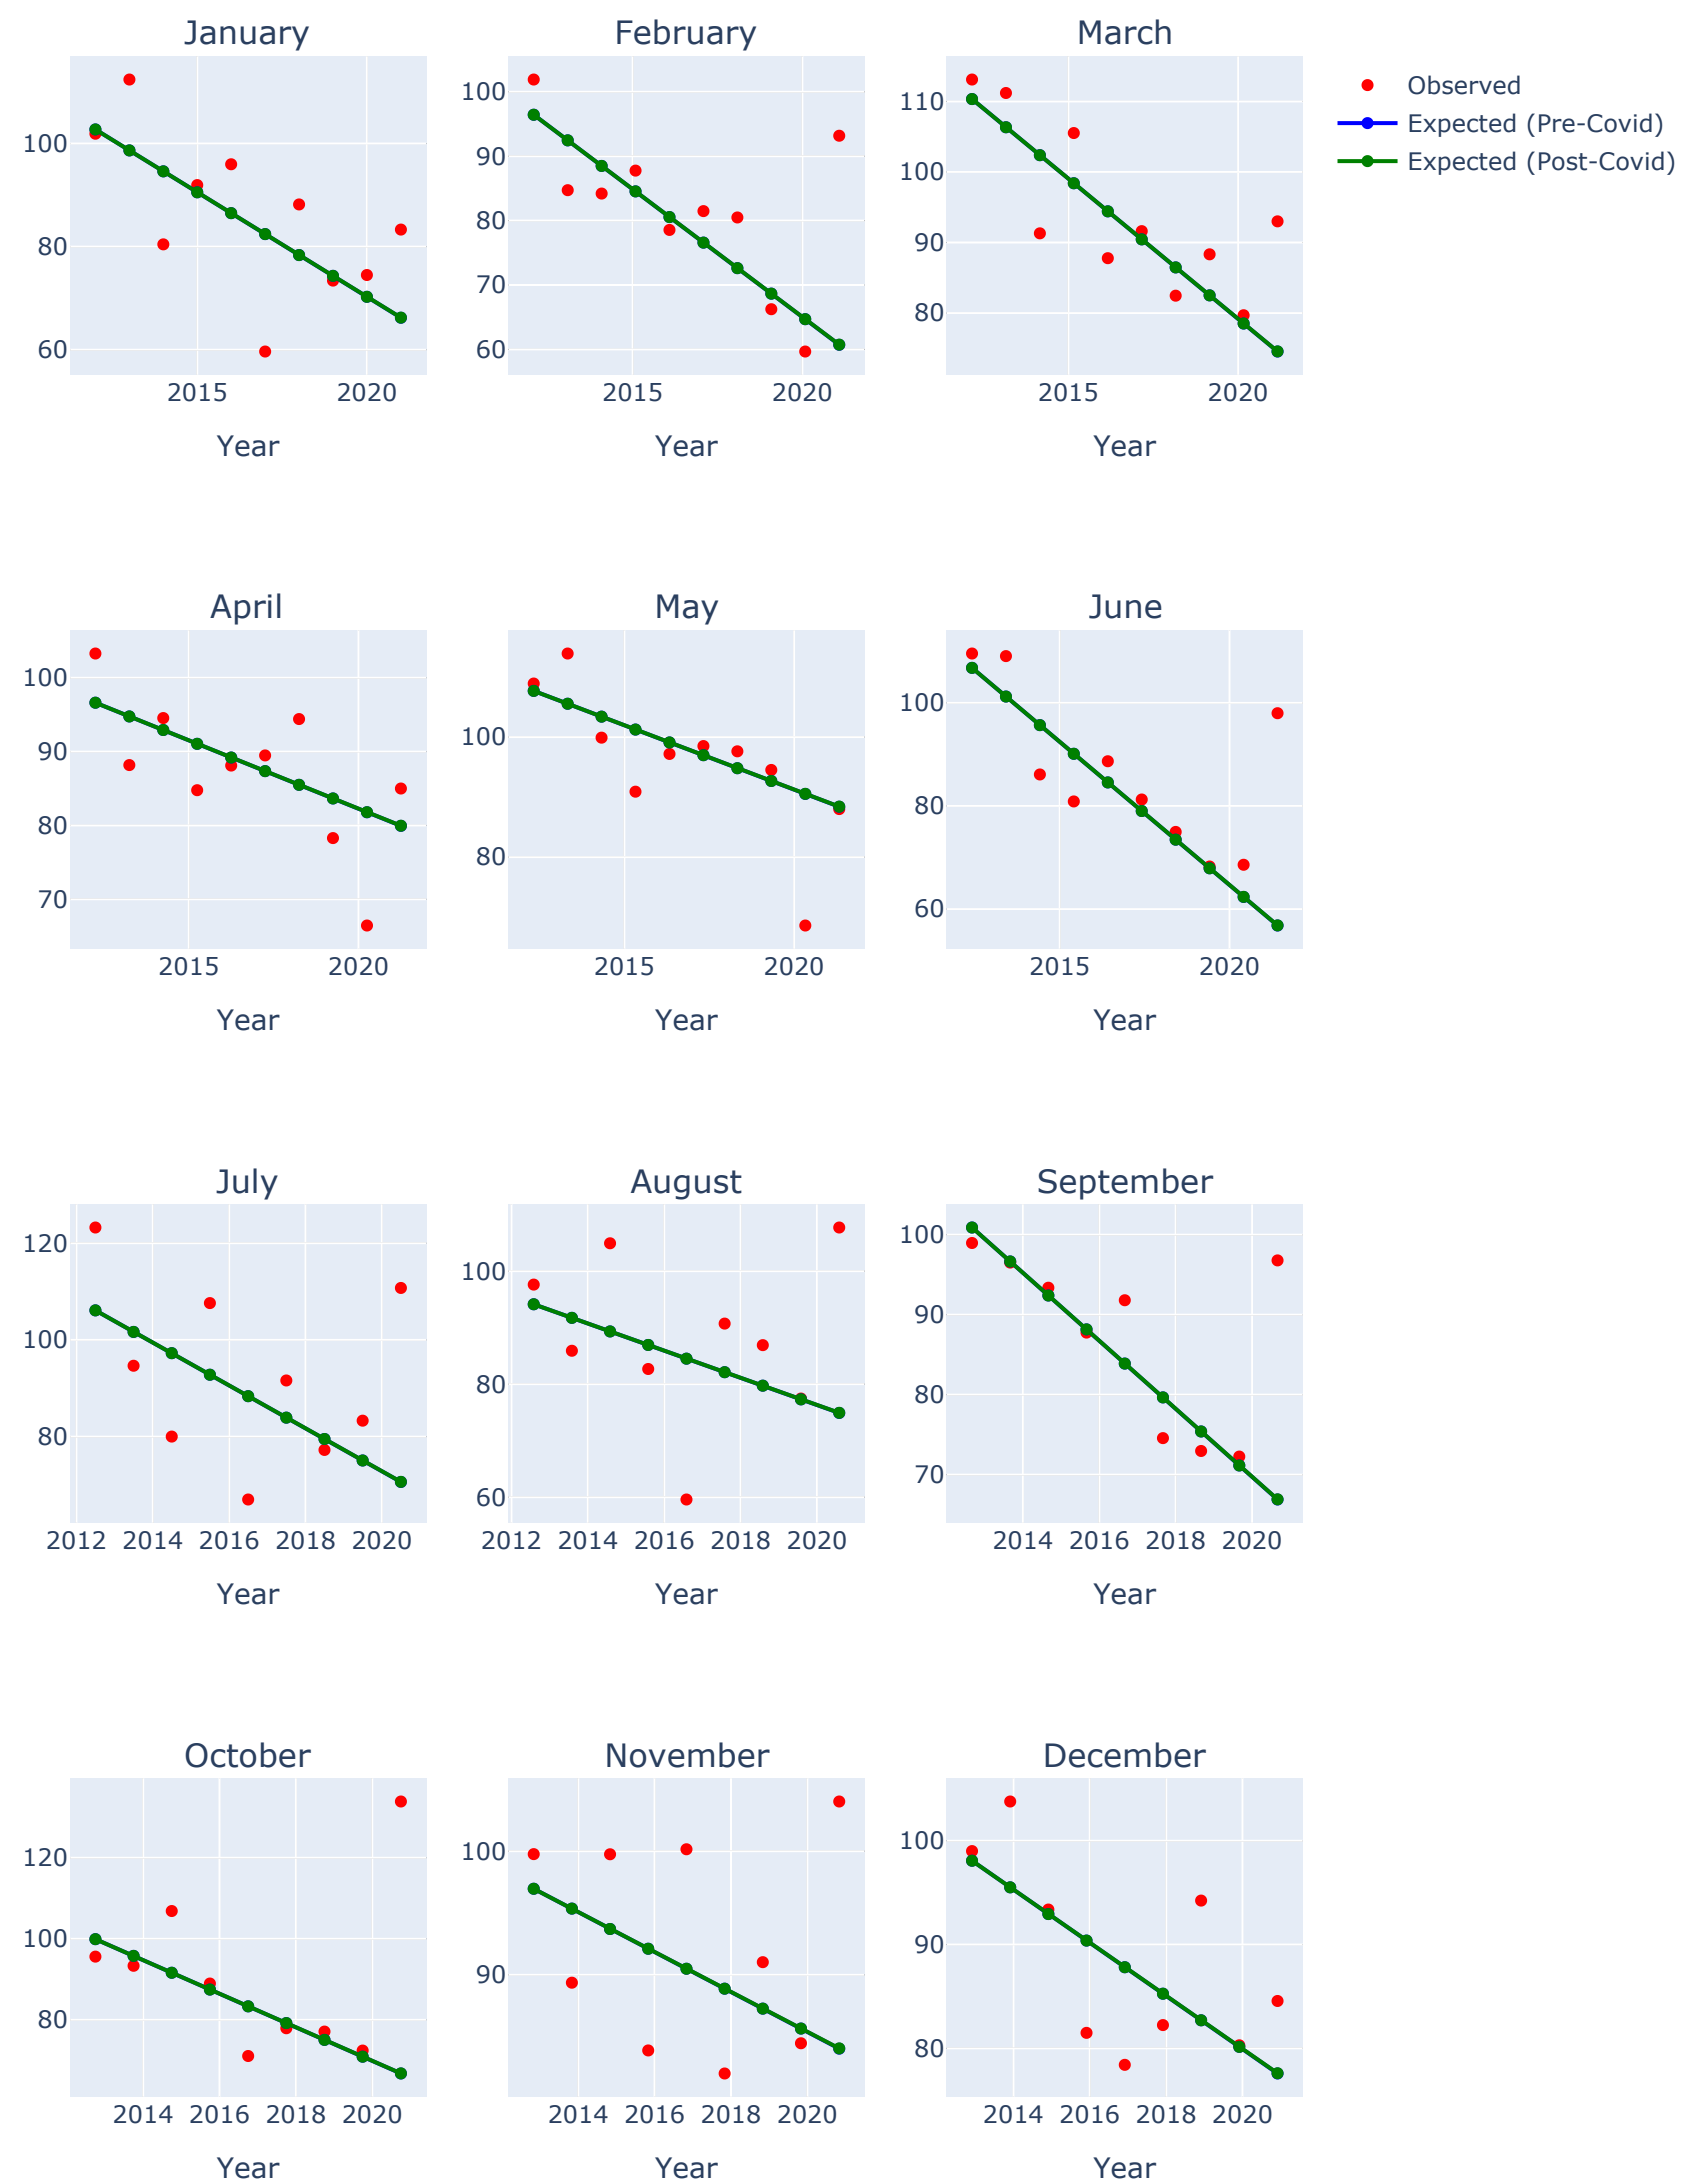 January
February
March
100
80
60
2015
2020
Year
100
90
80
70
60
2015
2020
Year
110
100
90
80
2015
2020
Year
Observed
Expected (Pre-Covid)
Expected (Post-Covid)
April
May
June
100
90
80
70
2015
2020
Year
100
80
2015
2020
Year
100
80
60
2015
2020
Year
July
August
September
120
100
80
2012 2014 2016 2018 2020
Year
100
80
60
2012 2014 2016 2018 2020
Year
100
90
80
70
2014 2016 2018 2020
Year
October
November
December
120
100
80
2014 2016 2018 2020
Year
100
90
2014 2016 2018 2020
Year
100
90
80
2014 2016 2018 2020
Year